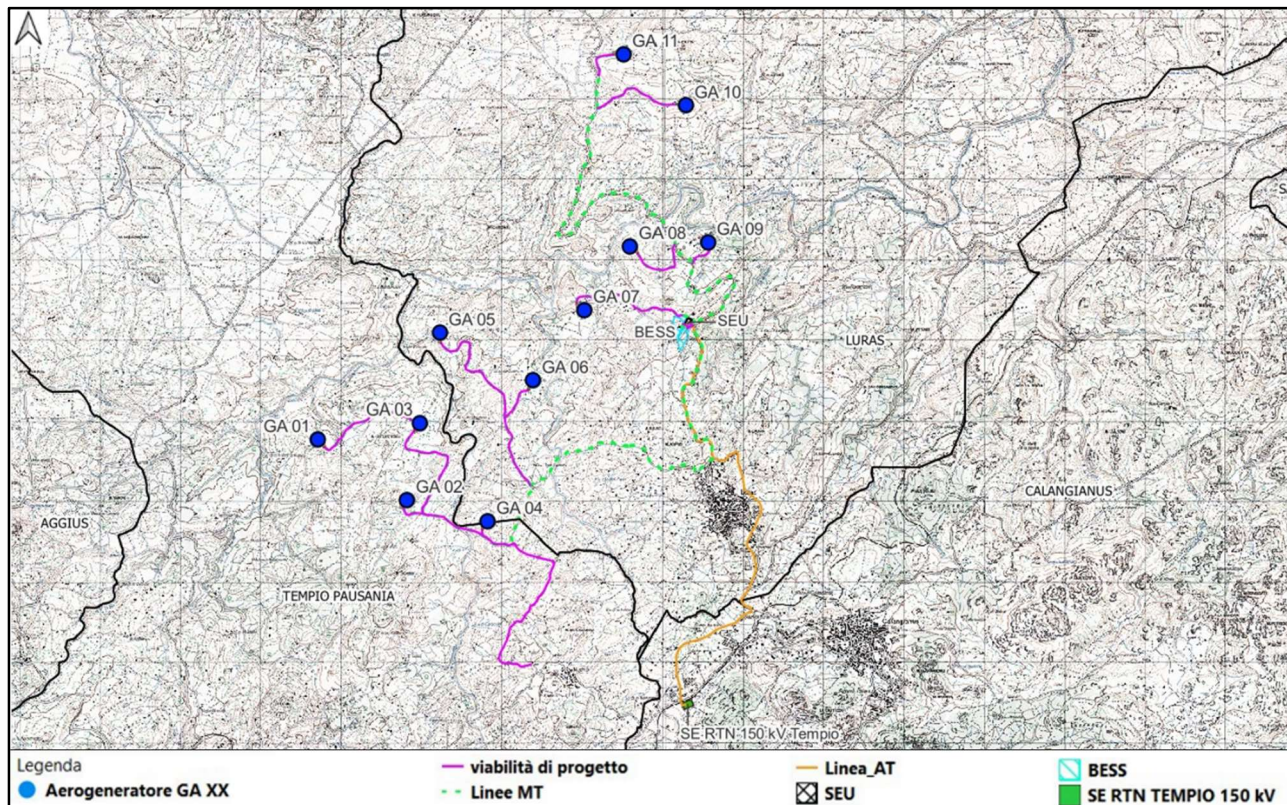 GA 11
GA 10
GA 08
GA 09
GA 07
SEU
BESS
GA 05
LURAS
GA 06
GA 03
GA 01
CALANGIANUS
GA 02
GA 04
AGGIUS
TEMPIO PAUSANIA
SE RTN 150 kV Tempio
Legenda
Aerogeneratore GA XX
viabilità di progetto
Linee MT
Linea_AT
SEU
BESS
SE RTN TEMPIO 150 kV